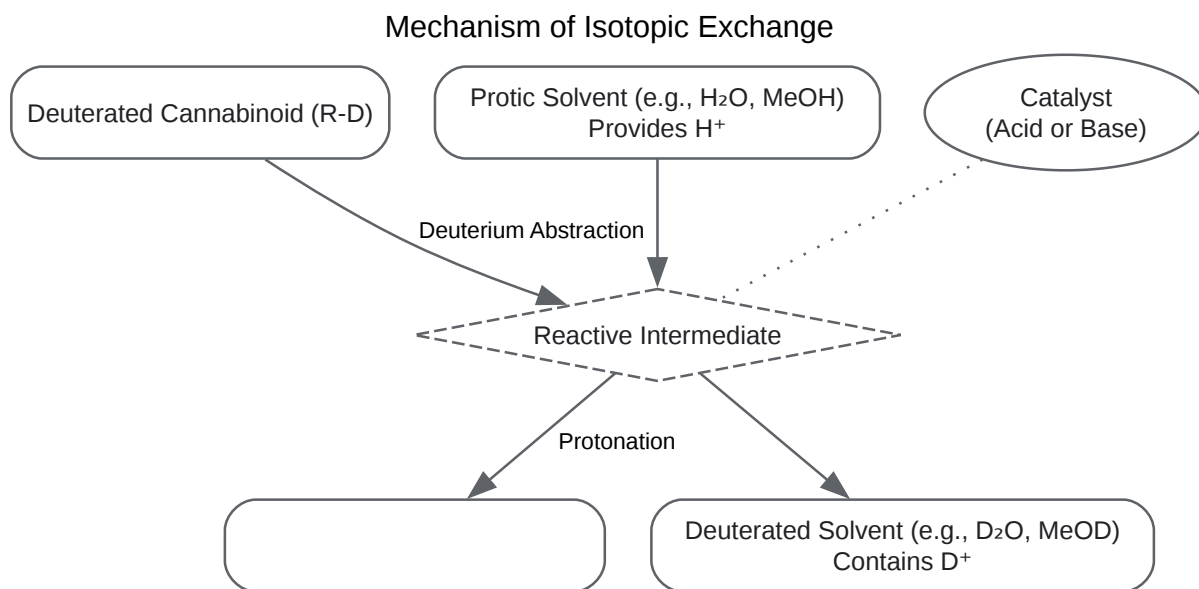 Mechanism of Isotopic Exchange
Deuterated Cannabinoid (R-D)
Protic Solvent (e.g., H₂O, MeOH)
Provides H⁺
Catalyst
(Acid or Base)
Deuterium Abstraction
Reactive Intermediate
Protonation
Deuterated Solvent (e.g., D₂O, MeOD)
Contains D⁺